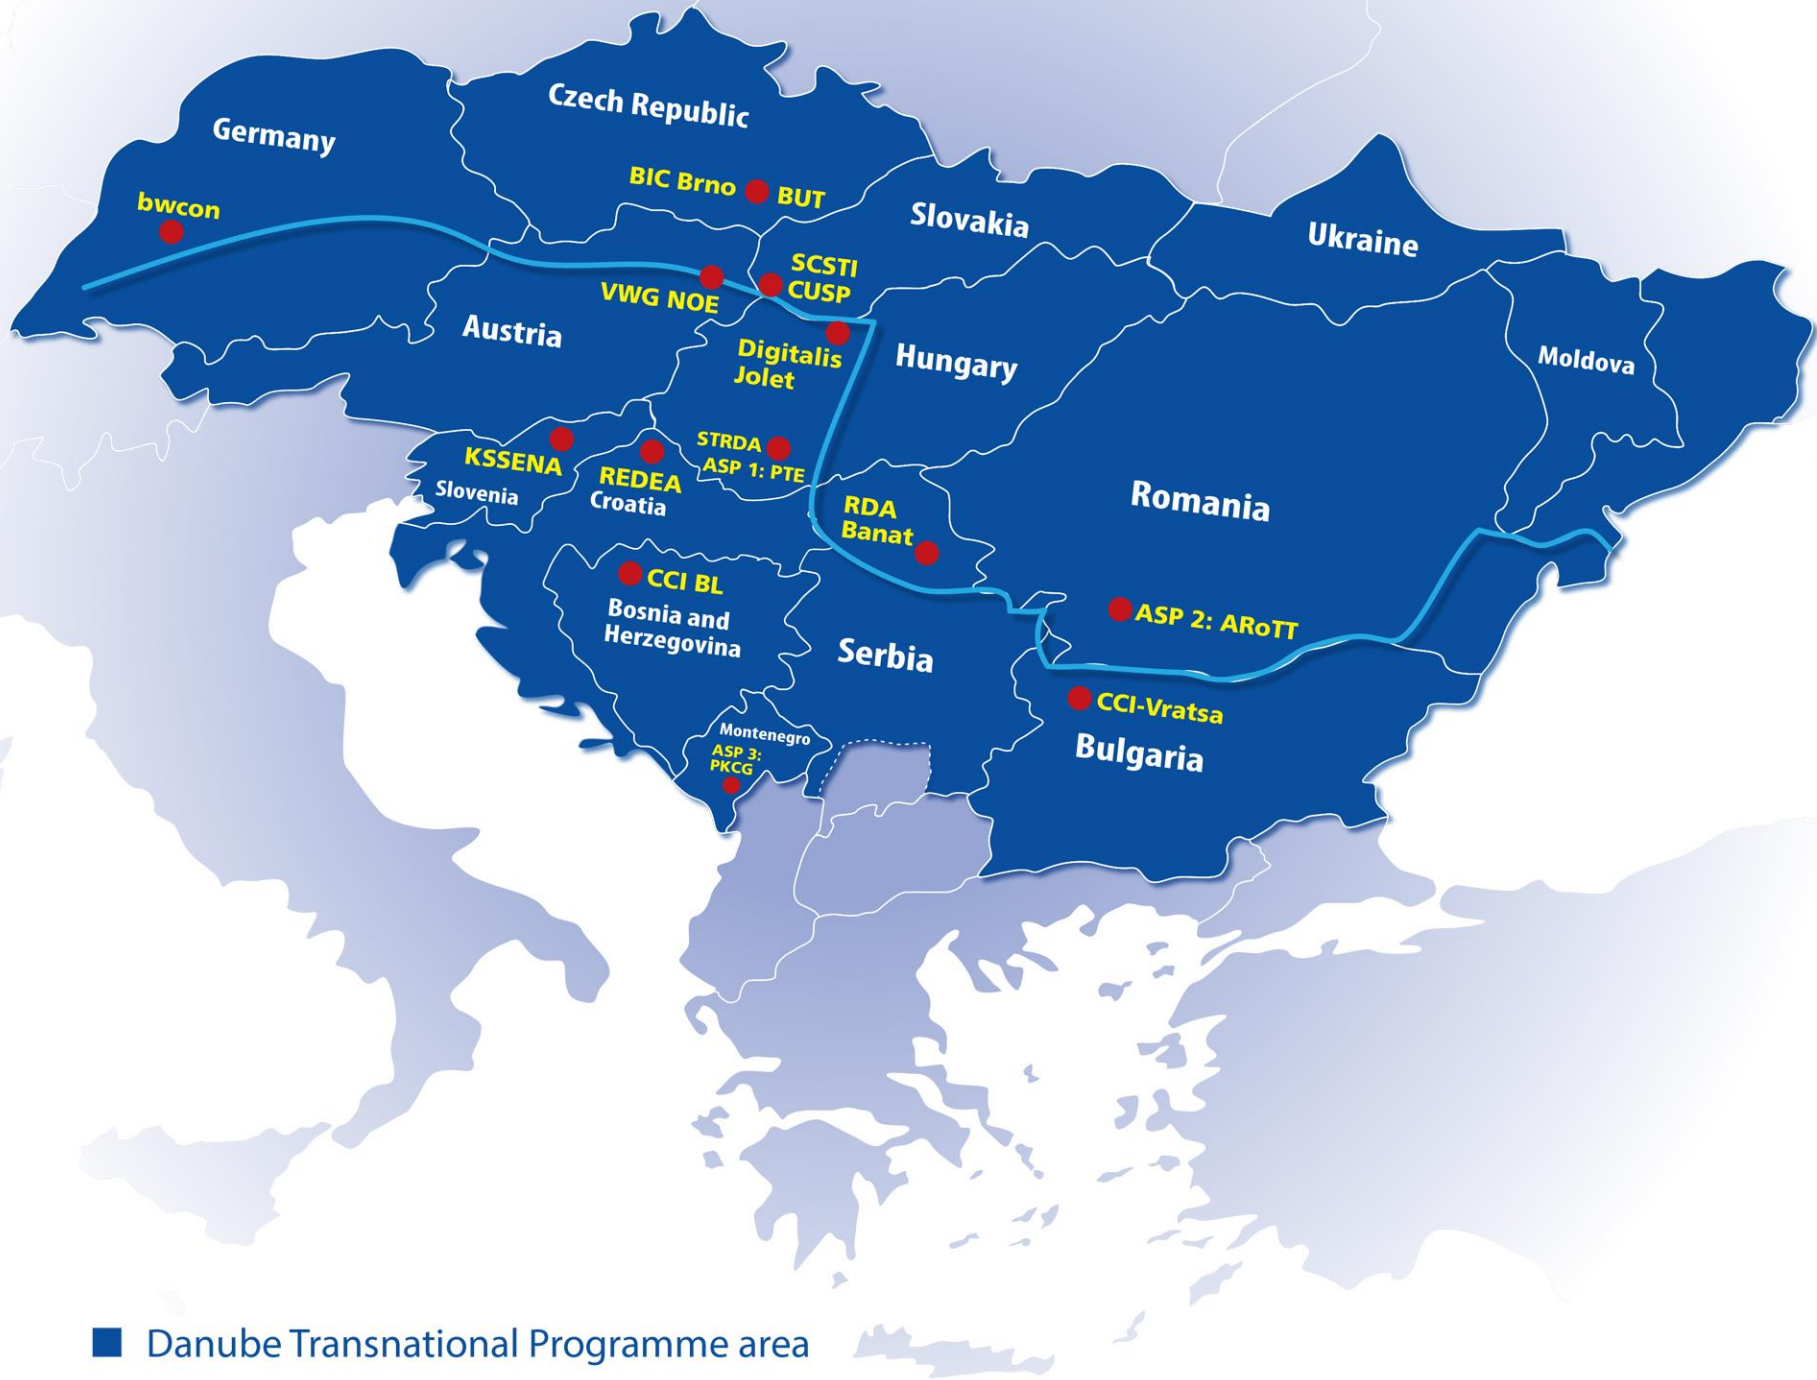 Czech Republic
Germany
BIC Brno
BUT
bwcon
Slovakia
Ukraine
SCSTI
CUSP
VWG NOE
Austria
Digitalis
Jolet
Hungary
Moldova
STRDA
ASP 1: PTE
KSSENA
REDEA
Slovenia
Croatia
RDA
Banat
Romania
CCI BL
Bosnia and
Herzegovina
ASP 2: ARoTT
Serbia
CCI-Vratsa
Montenegro
ASP 3:
PKCG
Bulgaria
Danube Transnational Programme area